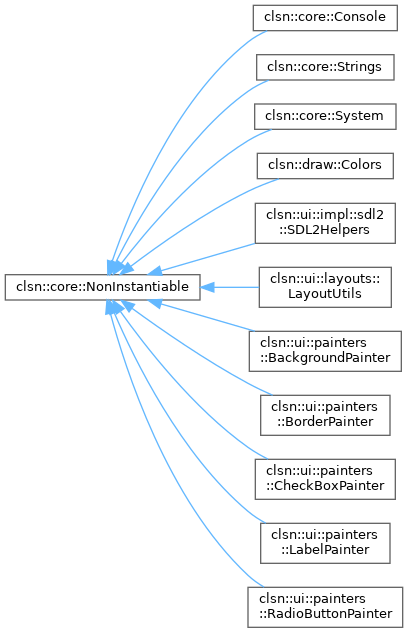 clsn::core::Console
clsn::core::Strings
clsn::core::System
clsn::draw::Colors
clsn::ui::impl::sdl2
::SDL2Helpers
clsn::core::NonInstantiable
clsn::ui::layouts::
LayoutUtils
clsn::ui::painters
::BackgroundPainter
clsn::ui::painters
::BorderPainter
clsn::ui::painters
::CheckBoxPainter
clsn::ui::painters
::LabelPainter
clsn::ui::painters
::RadioButtonPainter